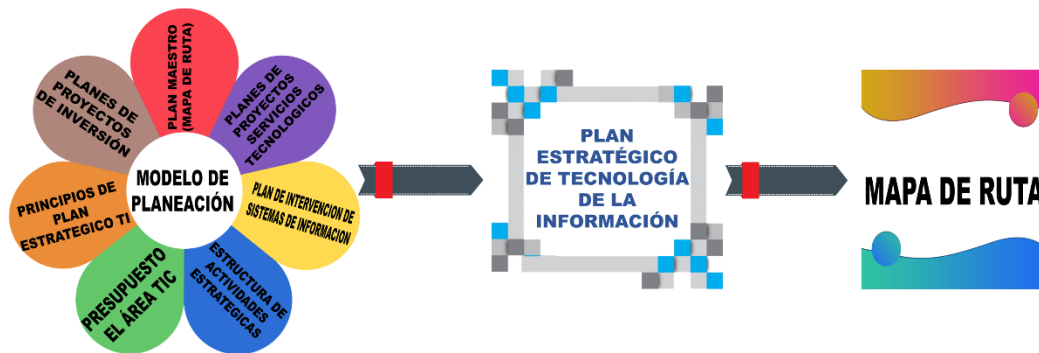 PLAN MAESTRO
(MAPA DE RUTA)
PLANES DE
PROYECTOS
SERVICIOS
TECNOLOGICOS
PLAN DE INTERVENCION DE
SISTEMAS DE INFORMACION
ESTRUCTURA DE
ACTIVIDADES
ESTRATEGICAS
PRESUPUESTO
EL ÁREA TIC
PRINCIPIOS DE
PLAN
ESTRATEGICO TI
PLANES DE
PROYECTOS
DE INVERSIÓN
MODELO DE
PLANEACIÓN
PLAN
ESTRATÉGICO
DE TECNOLOGÍA
DE LA
INFORMACIÓN
MAPA DE RUTA